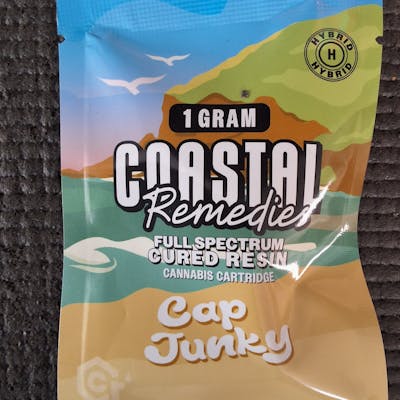 HYBRID
H
HYBRID
1 GRAM
COASTAL
Remedies
FULL SPECTRUM
CURED RESIN
CANNABIS CARTRIDGE
Cap
Junky